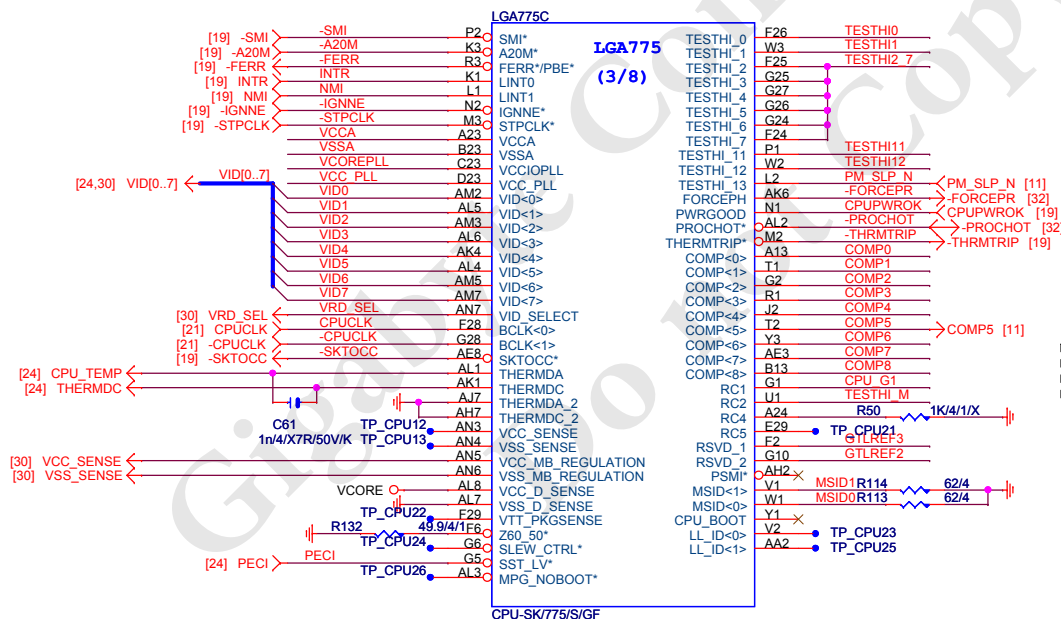 LGA775C
LGA775
(3/8)
[19] -SMI -SMI P2 SMI*
[19] -A20M -A20M K3 A20M*
[19] -FERR -FERR R3 FERR*/PBE*
[19] INTR INTR K1 LINT0
[19] NMI NMI L1 LINT1
[19] -IGNNE -IGNNE N2 IGNNE*
[19] -STPCLK -STPCLK M3 STPCLK*
VCCA A23 VCCA
VSSA B23 VSSA
VCOREPLL C23 VCCIOPLL
VCC_PLL D23 VCC_PLL
[24,30] VID[0..7] VID[0..7]
VID0 AM2 VID<0>
VID1 AL5 VID<1>
VID2 AM3 VID<2>
VID3 AL6 VID<3>
VID4 AK4 VID<4>
VID5 AL4 VID<5>
VID6 AM5 VID<6>
VID7 AM7 VID<7>
[30] VRD_SEL VRD_SEL AN7 VID_SELECT
[21] CPUCLK CPUCLK F28 BCLK<0>
[21] -CPUCLK -CPUCLK G28 BCLK<1>
[19] -SKTOCC -SKTOCC AE8 SKTOCC*
[24] CPU_TEMP AL1 THERMDA
[24] THERMDC AK1 THERMDC
AJ7 THERMDA_2
AH7 THERMDC_2
C61
1n/4/X7R/50V/K
TP_CPU12 AN3 VCC_SENSE
TP_CPU13 AN4 VSS_SENSE
[30] VCC_SENSE AN5 VCC_MB_REGULATION
[30] VSS_SENSE AN6 VSS_MB_REGULATION
VCORE AL8 VCC_D_SENSE
AL7 VSS_D_SENSE
TP_CPU22 F29 VTT_PKGSENSE
R132 49.9/4/1 F6 Z60_50*
TP_CPU24 G6 SLEW_CTRL*
[24] PECI PECI G5 SST_LV*
TP_CPU26 AL3 MPG_NOBOOT*
TESTHI_0 F26 TESTHI0
TESTHI_1 W3 TESTHI1
TESTHI_2 F25 TESTHI2_7
TESTHI_3 G25
TESTHI_4 G27
TESTHI_5 G26
TESTHI_6 G24
TESTHI_7 F24
TESTHI_11 P1 TESTHI11
TESTHI_12 W2 TESTHI12
TESTHI_13 L2 PM_SLP_N PM_SLP_N [11]
FORCEPH AK6 -FORCEPR -FORCEPR [32]
PWRGOOD N1 CPUPWROK CPUPWROK [19]
PROCHOT* AL2 -PROCHOT -PROCHOT [32]
THERMTRIP* M2 -THRMTRIP -THRMTRIP [19]
COMP<0> A13 COMP0
COMP<1> T1 COMP1
COMP<2> G2 COMP2
COMP<3> R1 COMP3
COMP<4> J2 COMP4
COMP<5> T2 COMP5 COMP5 [11]
COMP<6> Y3 COMP6
COMP<7> AE3 COMP7
COMP<8> B13 COMP8
RC1 G1 CPU_G1
RC2 U1 TESTHI_M
RC4 A24 R50 1K/4/1/X
RC5 E29 TP_CPU21
RSVD_1 F2 GTLREF3
RSVD_2 G10 GTLREF2
PSMI* AH2
MSID<1> V1 MSID1 R114 62/4
MSID<0> W1 MSID0 R113 62/4
CPU_BOOT Y1
LL_ID<0> V2 TP_CPU23
LL_ID<1> AA2 TP_CPU25
CPU-SK/775/S/GF